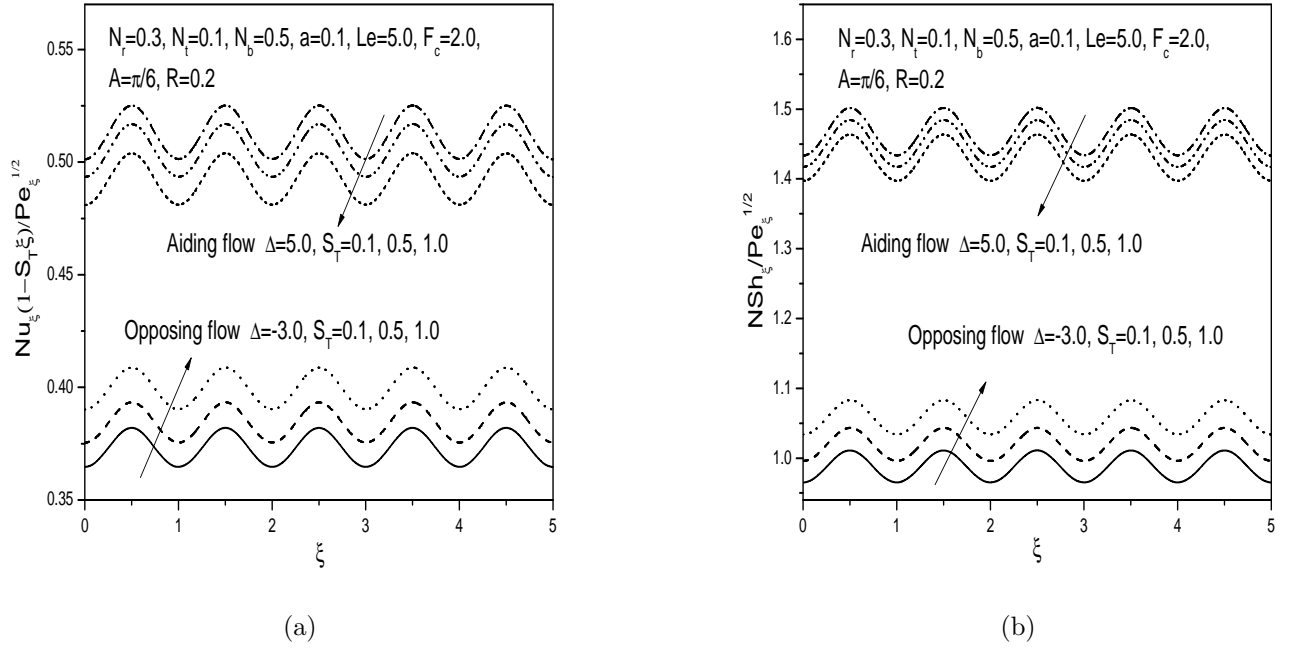 N_r=0.3, N_t=0.1, N_b=0.5, a=0.1, Le=5.0, F_c=2.0,
A=π/6, R=0.2
0.55
0.50
0.45
0.40
0.35
Nu_ξ(1−S_Tξ)/Pe_ξ^1/2
Aiding flow Δ=5.0, S_T=0.1, 0.5, 1.0
Opposing flow Δ=-3.0, S_T=0.1, 0.5, 1.0
0 1 2 3 4 5
ξ
(a)
N_r=0.3, N_t=0.1, N_b=0.5, a=0.1, Le=5.0, F_c=2.0,
A=π/6, R=0.2
1.6
1.5
1.4
1.3
1.2
1.1
1.0
NSh_ξ/Pe_ξ^1/2
Aiding flow Δ=5.0, S_T=0.1, 0.5, 1.0
Opposing flow Δ=-3.0, S_T=0.1, 0.5, 1.0
0 1 2 3 4 5
ξ
(b)